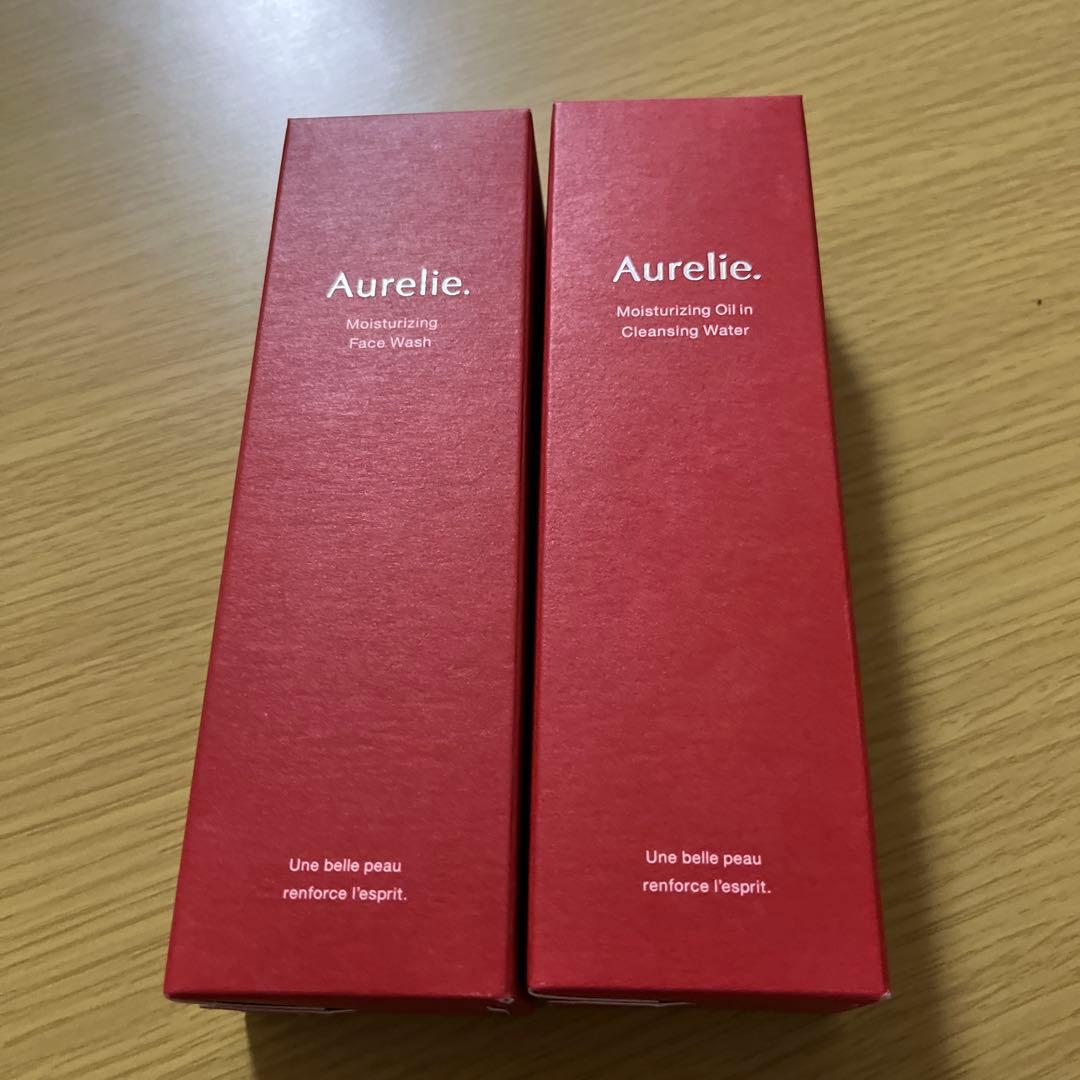 Aurelie.
Moisturizing
Face Wash
Une belle peau
renforce l'esprit.
Aurelie.
Moisturizing Oil in
Cleansing Water
Une belle peau
renforce l'esprit.